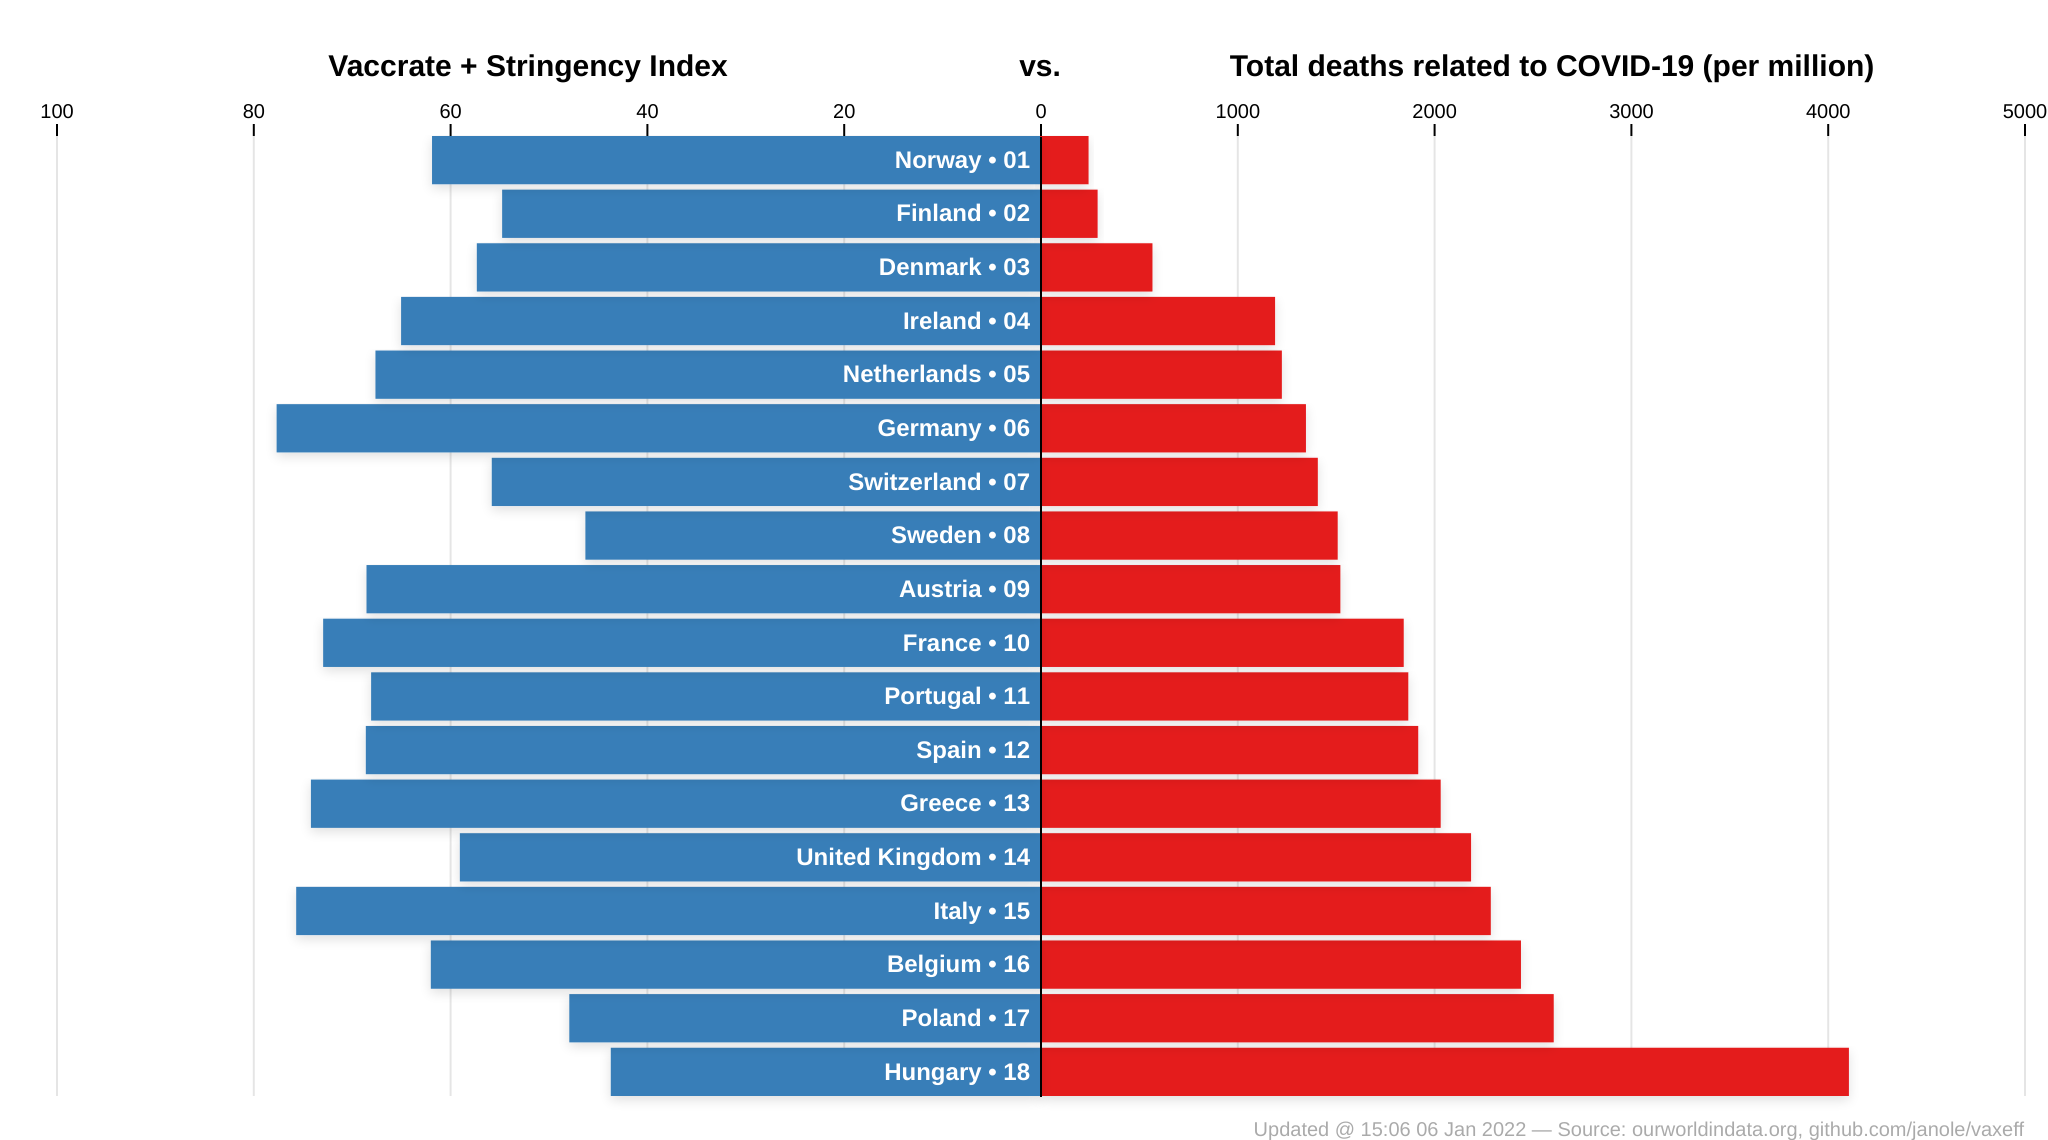 Vaccrate + Stringency Index vs. Total deaths related to COVID-19 (per million)
100 80 60 40 20 0 1000 2000 3000 4000 5000
Norway • 01
Finland • 02
Denmark • 03
Ireland • 04
Netherlands • 05
Germany • 06
Switzerland • 07
Sweden • 08
Austria • 09
France • 10
Portugal • 11
Spain • 12
Greece • 13
United Kingdom • 14
Italy • 15
Belgium • 16
Poland • 17
Hungary • 18
Updated @ 15:06 06 Jan 2022 — Source: ourworldindata.org, github.com/janole/vaxeff